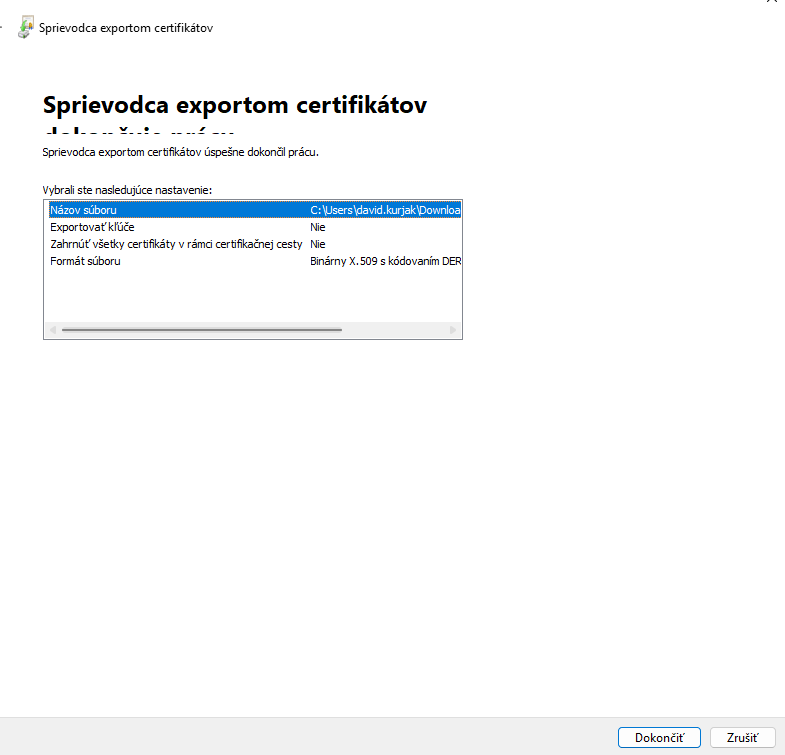 Sprievodca exportom certifikátov
Sprievodca exportom certifikátov
dokončuje prácu
Sprievodca exportom certifikátov úspešne dokončil prácu.
Vybrali ste nasledujúce nastavenie:
Názov súboru C:\Users\david.kurjak\Downloa
Exportovať kľúče Nie
Zahrnúť všetky certifikáty v rámci certifikačnej cesty Nie
Formát súboru Binárny X.509 s kódovaním DER
Dokončiť Zrušiť